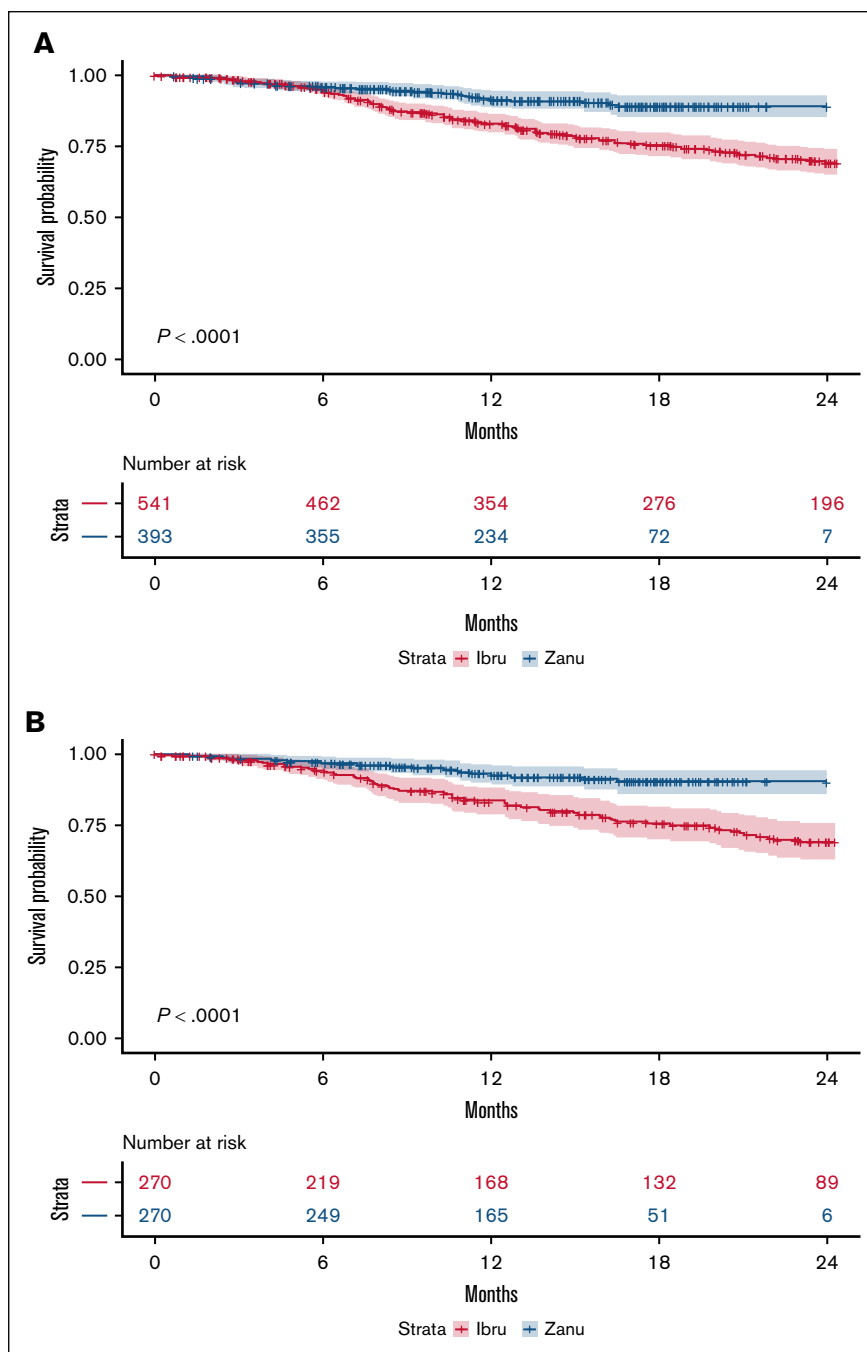 A
1.00
0.75
0.50
0.25
0.00
Survival probability
P < .0001
0 6 12 18 24
Months
Number at risk
Strata
541 462 354 276 196
393 355 234 72 7
0 6 12 18 24
Months
Strata Ibru Zanu
B
1.00
0.75
0.50
0.25
0.00
Survival probability
P < .0001
0 6 12 18 24
Months
Number at risk
Strata
270 219 168 132 89
270 249 165 51 6
0 6 12 18 24
Months
Strata Ibru Zanu